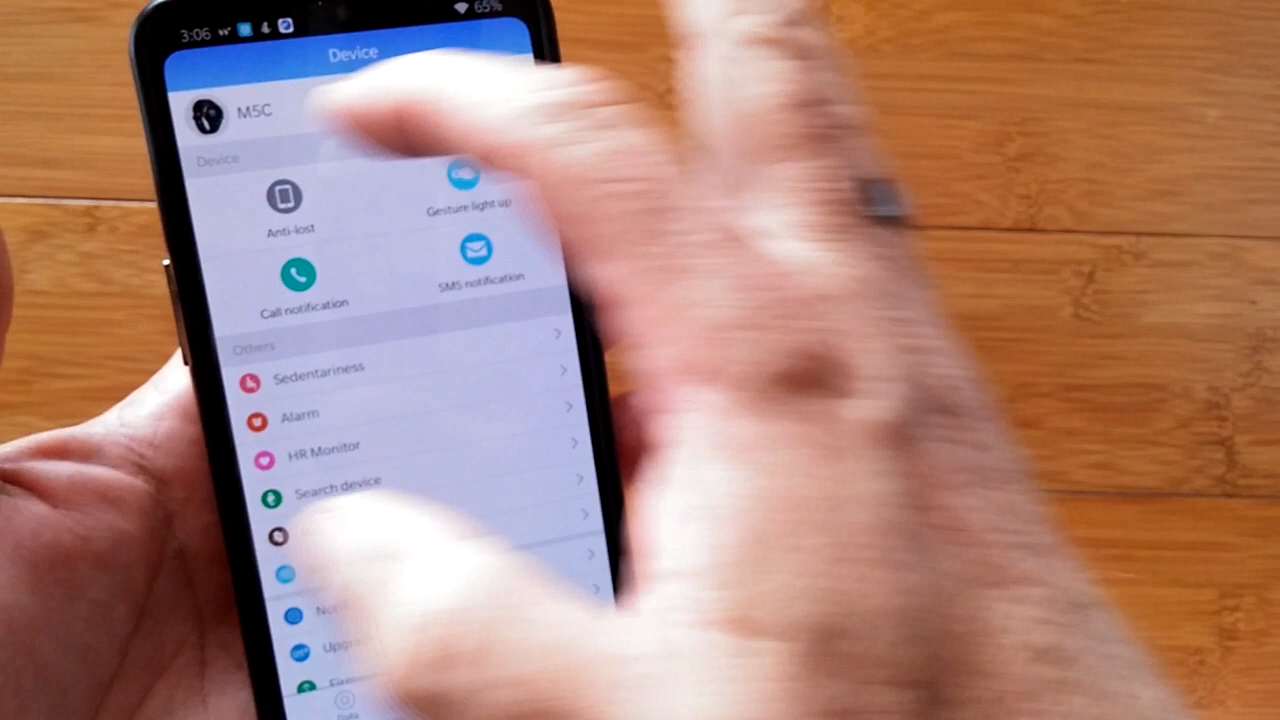 3:06
65%
Device
M5C
Device
Anti-lost
Gesture light up
Call notification
SMS notification
Others
Sedentariness
Alarm
HR Monitor
Search device
Data